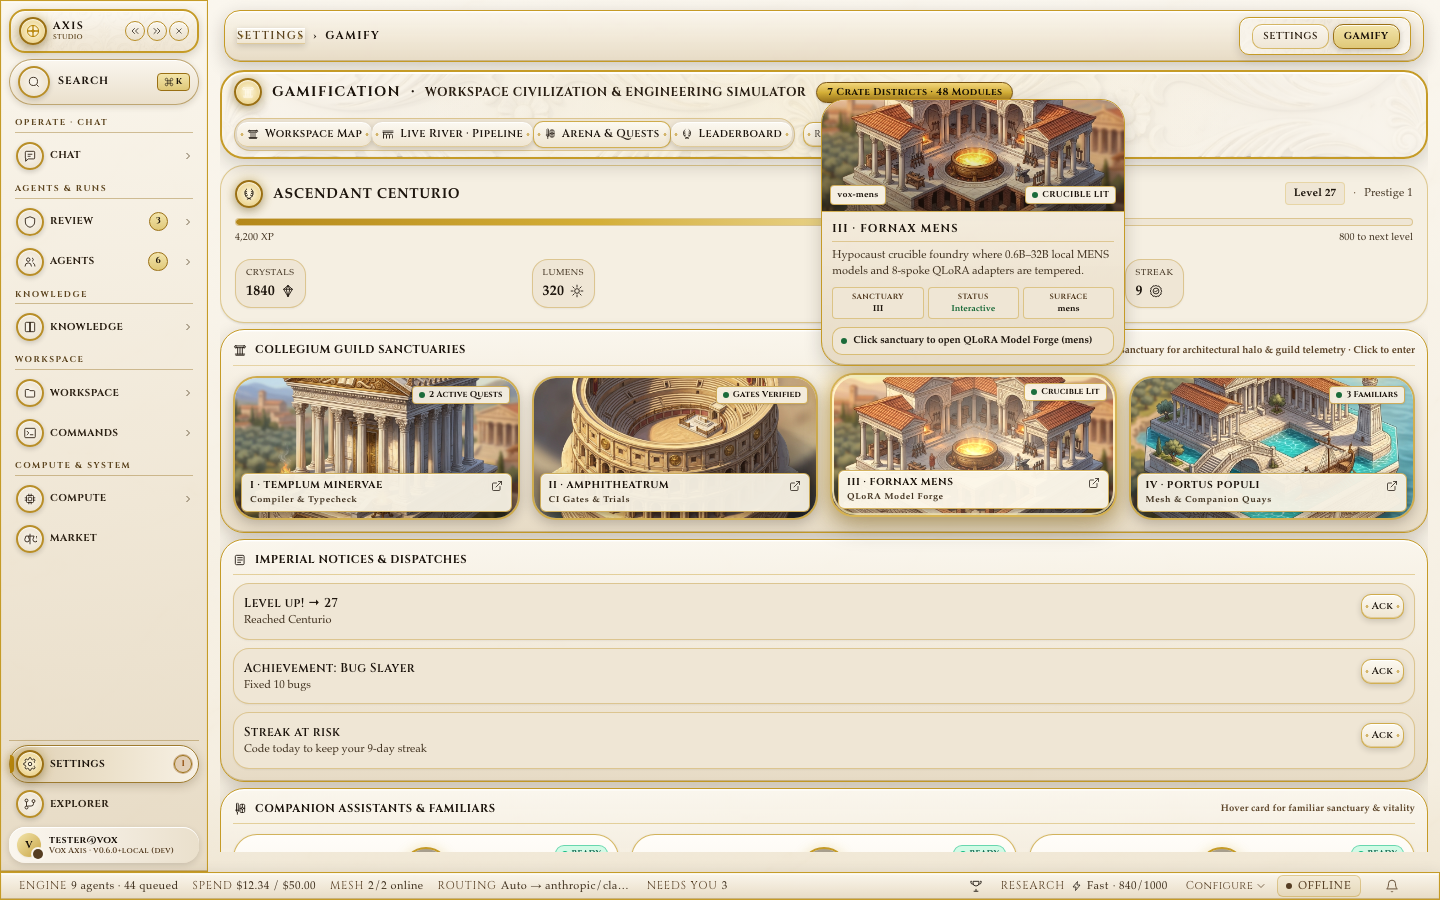 AXIS
STUDIO
SEARCH
⌘ K
OPERATE · CHAT
CHAT
AGENTS & RUNS
REVIEW 3
AGENTS 6
KNOWLEDGE
KNOWLEDGE
WORKSPACE
WORKSPACE
COMMANDS
COMPUTE & SYSTEM
COMPUTE
MARKET
SETTINGS 1
EXPLORER
V
TESTER@VOX
VOX AXIS · V0.6.0+LOCAL (DEV)
SETTINGS › GAMIFY
SETTINGS GAMIFY
GAMIFICATION · WORKSPACE CIVILIZATION & ENGINEERING SIMULATOR 7 CRATE DISTRICTS · 48 MODULES
WORKSPACE MAP LIVE RIVER · PIPELINE ARENA & QUESTS LEADERBOARD
ASCENDANT CENTURIO
Level 27 · Prestige 1
4,200 XP
800 to next level
CRYSTALS
1840
LUMENS
320
STREAK
9
vox-mens
CRUCIBLE LIT
III · FORNAX MENS
Hypocaust crucible foundry where 0.6B–32B local MENS
models and 8-spoke QLoRA adapters are tempered.
SANCTUARY
III
STATUS
Interactive
SURFACE
mens
Click sanctuary to open QLoRA Model Forge (mens)
COLLEGIUM GUILD SANCTUARIES
sanctuary for architectural halo & guild telemetry · Click to enter
2 ACTIVE QUESTS
I · TEMPLUM MINERVAE
Compiler & Typecheck
GATES VERIFIED
II · AMPHITHEATRUM
CI Gates & Trials
CRUCIBLE LIT
III · FORNAX MENS
QLoRA Model Forge
3 FAMILIARS
IV · PORTUS POPULI
Mesh & Companion Quays
IMPERIAL NOTICES & DISPATCHES
LEVEL UP! → 27
Reached Centurio
ACK
ACHIEVEMENT: BUG SLAYER
Fixed 10 bugs
ACK
STREAK AT RISK
Code today to keep your 9-day streak
ACK
COMPANION ASSISTANTS & FAMILIARS
Hover card for familiar sanctuary & vitality
ENGINE 9 agents · 44 queued SPEND $12.34 / $50.00 MESH 2/2 online ROUTING Auto → anthropic/cla... NEEDS YOU 3
RESEARCH Fast · 840/1000 CONFIGURE OFFLINE